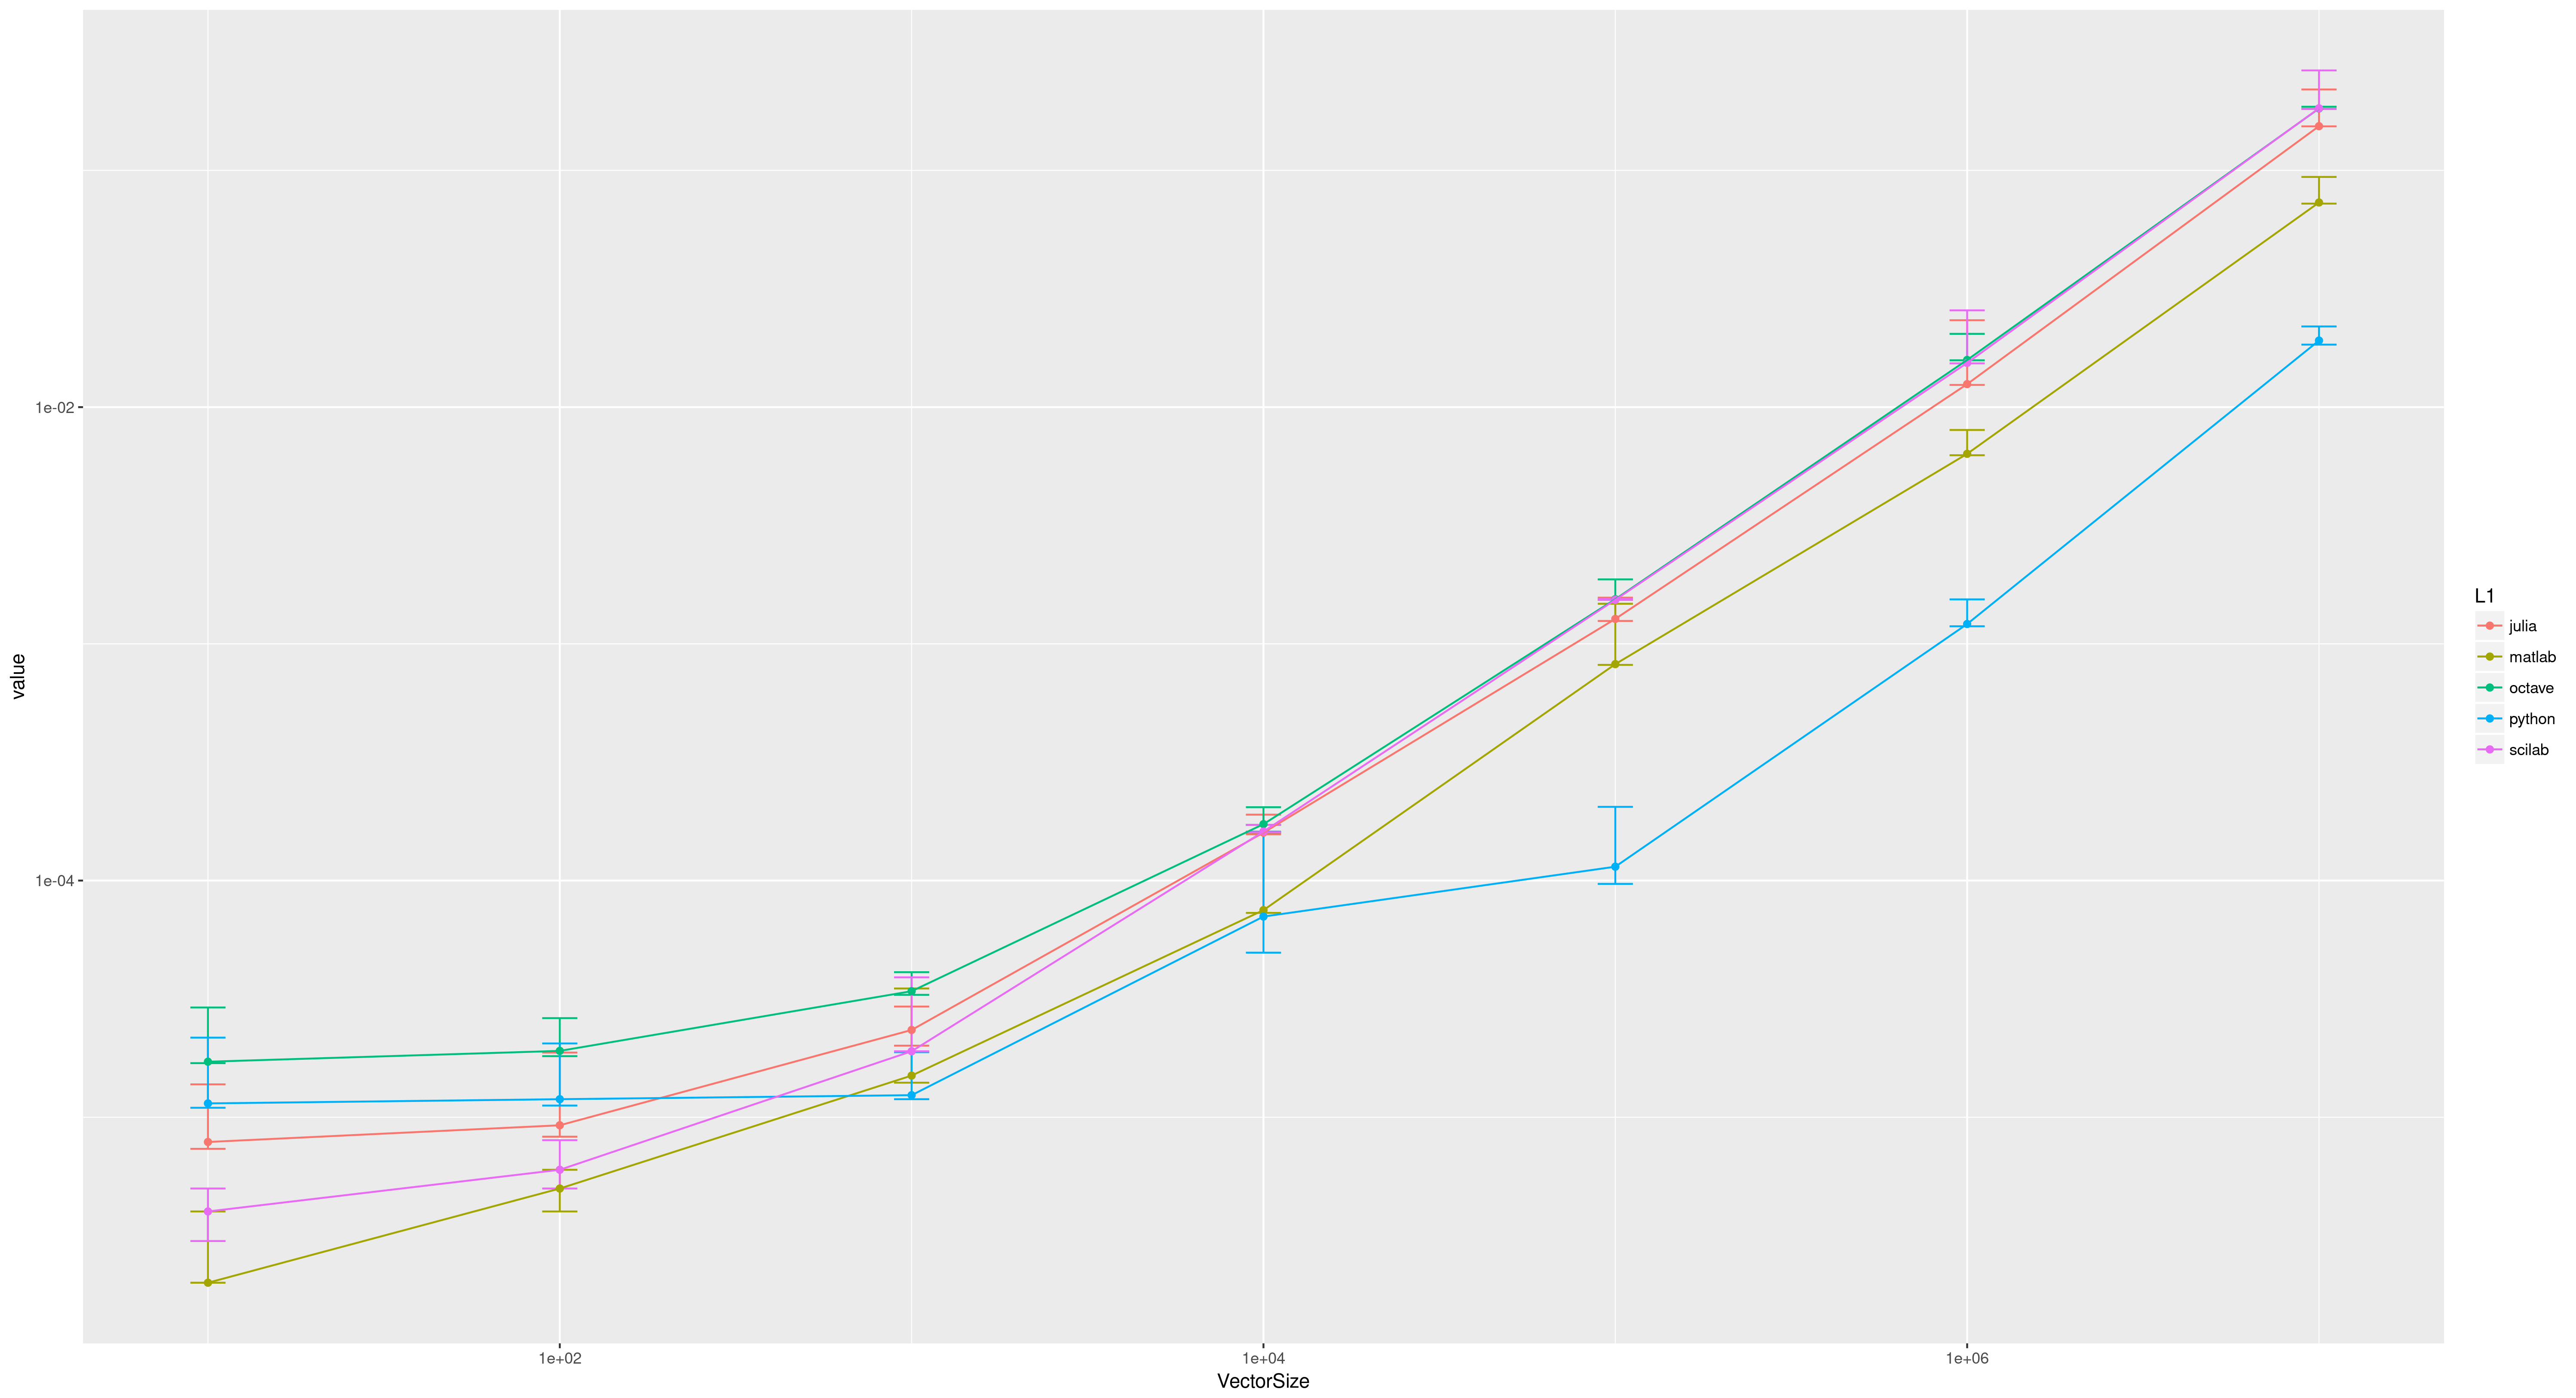 value
1e-02
1e-04
1e+02
1e+04
1e+06
VectorSize
L1
julia
matlab
octave
python
scilab